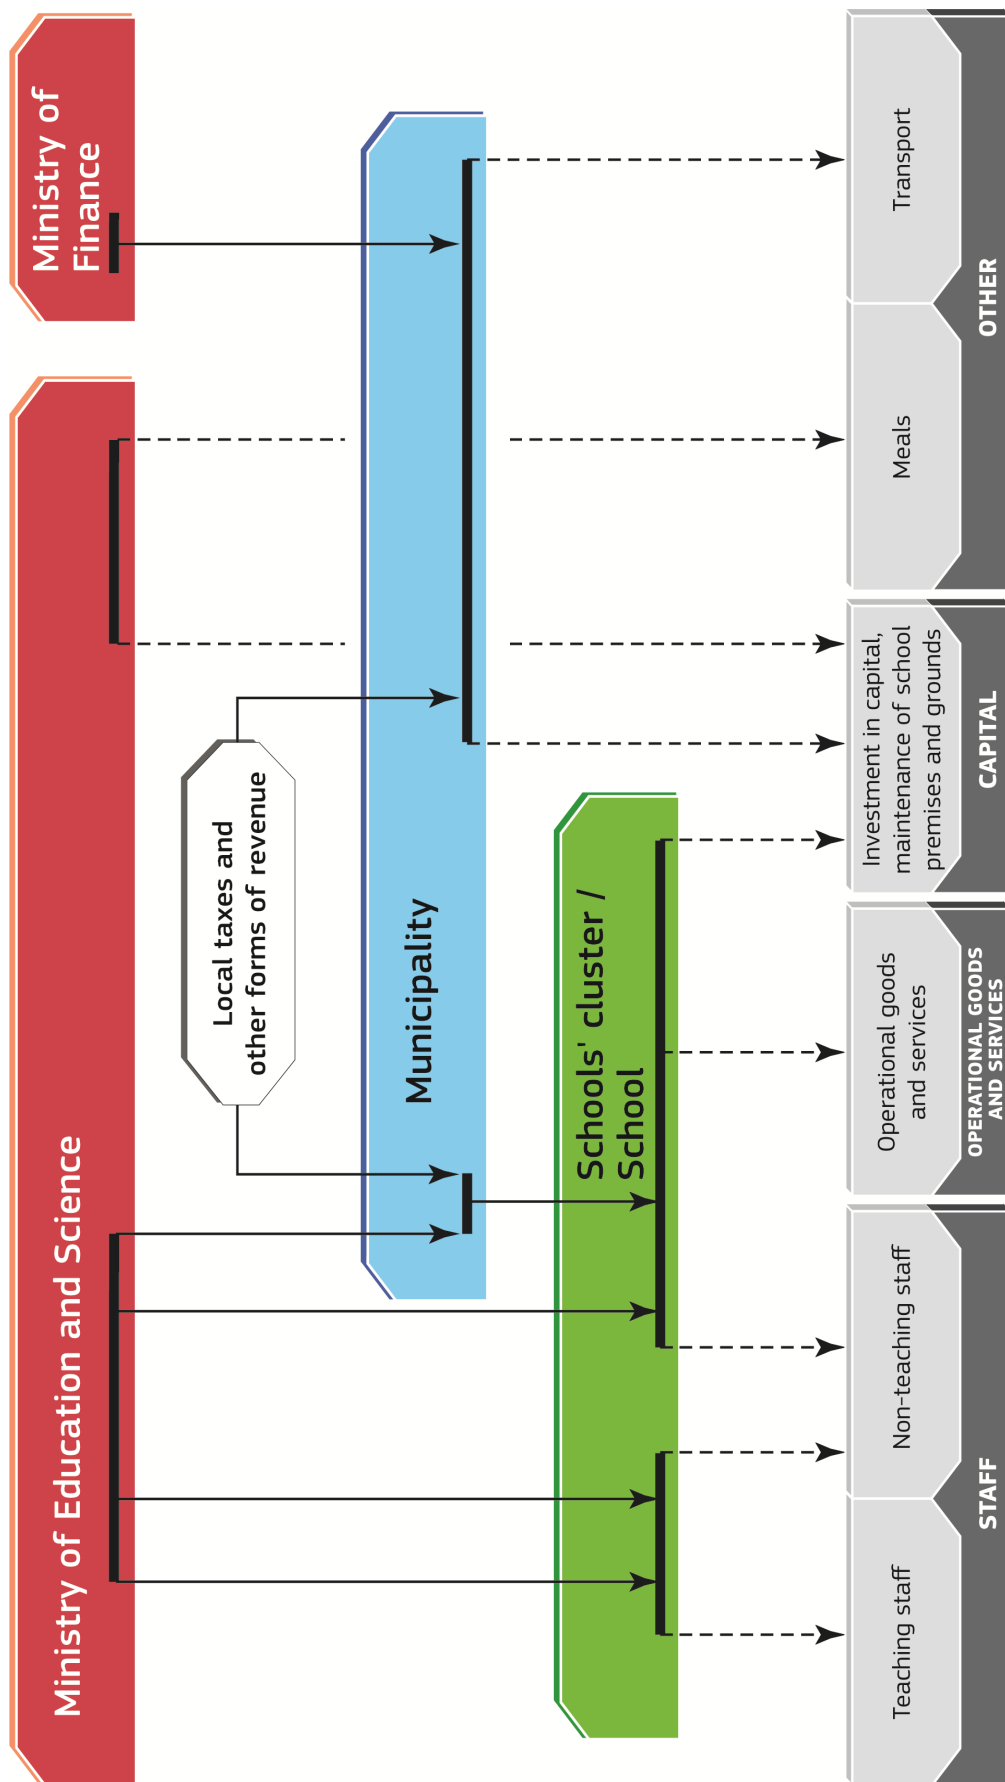 Ministry of Education and Science
Ministry of
Finance
Local taxes and
other forms of revenue
Municipality
Schools' cluster /
School
Teaching staff
Non-teaching staff
Operational goods
and services
Investment in capital,
maintenance of school
premises and grounds
Meals
Transport
STAFF
OPERATIONAL GOODS
AND SERVICES
CAPITAL
OTHER